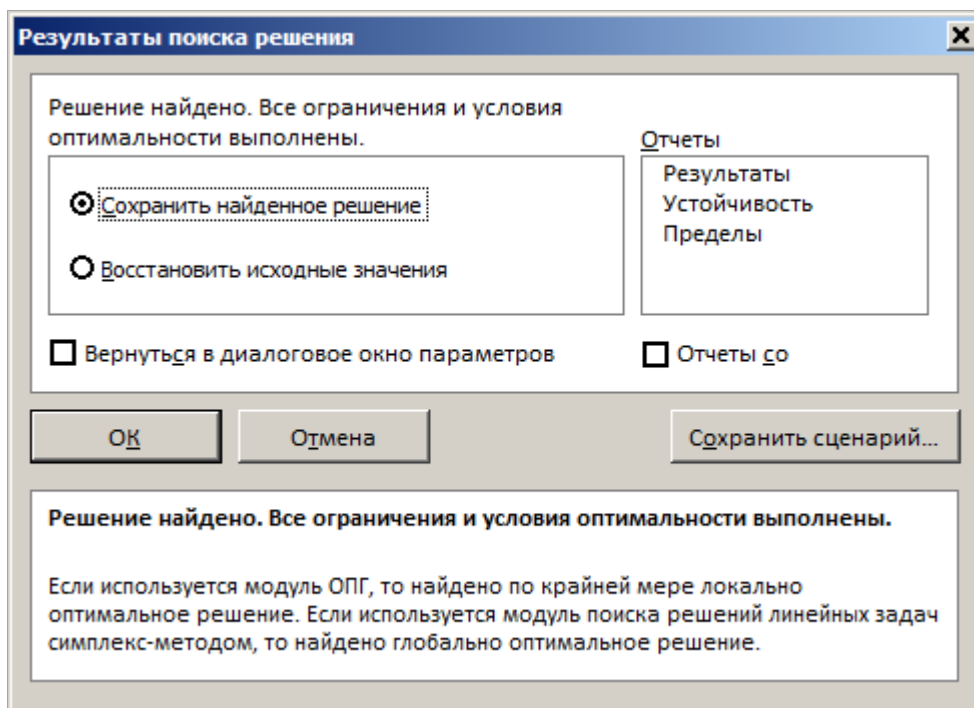 Результаты поиска решения
Решение найдено. Все ограничения и условия
оптимальности выполнены.
Отчеты
Результаты
Устойчивость
Пределы
Сохранить найденное решение
Восстановить исходные значения
Вернуться в диалоговое окно параметров
Отчеты со
ОК
Отмена
Сохранить сценарий...
Решение найдено. Все ограничения и условия оптимальности выполнены.
Если используется модуль ОПГ, то найдено по крайней мере локально
оптимальное решение. Если используется модуль поиска решений линейных задач
симплекс-методом, то найдено глобально оптимальное решение.